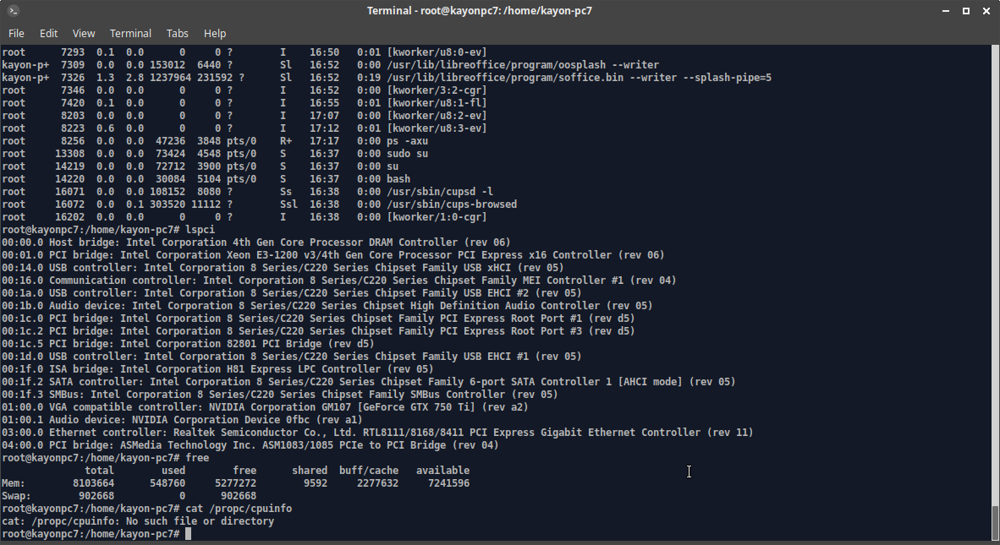 Terminal - root@kayonpc7: /home/kayon-pc7
File Edit View Terminal Tabs Help
root 7293 0.1 0.0 0 0 ? I 16:50 0:01 [kworker/u8:0-ev]
kayon-p+ 7309 0.0 0.0 153012 6440 ? Sl 16:52 0:00 /usr/lib/libreoffice/program/oosplash --writer
kayon-p+ 7326 1.3 2.8 1237964 231592 ? Sl 16:52 0:19 /usr/lib/libreoffice/program/soffice.bin --writer --splash-pipe=5
root 7346 0.0 0.0 0 0 ? I 16:52 0:00 [kworker/3:2-cgr]
root 7420 0.1 0.0 0 0 ? I 16:55 0:01 [kworker/u8:1-fl]
root 8203 0.0 0.0 0 0 ? I 17:07 0:00 [kworker/u8:2-ev]
root 8223 0.6 0.0 0 0 ? I 17:12 0:01 [kworker/u8:3-ev]
root 8256 0.0 0.0 47236 3848 pts/0 R+ 17:17 0:00 ps -axu
root 13308 0.0 0.0 73424 4548 pts/0 S 16:37 0:00 sudo su
root 14219 0.0 0.0 72712 3900 pts/0 S 16:37 0:00 su
root 14220 0.0 0.0 30084 5104 pts/0 S 16:37 0:00 bash
root 16071 0.0 0.0 108152 8080 ? Ss 16:38 0:00 /usr/sbin/cupsd -l
root 16072 0.0 0.1 303520 11112 ? Ssl 16:38 0:00 /usr/sbin/cups-browsed
root 16202 0.0 0.0 0 0 ? I 16:38 0:00 [kworker/1:0-cgr]
root@kayonpc7:/home/kayon-pc7# lspci
00:00.0 Host bridge: Intel Corporation 4th Gen Core Processor DRAM Controller (rev 06)
00:01.0 PCI bridge: Intel Corporation Xeon E3-1200 v3/4th Gen Core Processor PCI Express x16 Controller (rev 06)
00:14.0 USB controller: Intel Corporation 8 Series/C220 Series Chipset Family USB xHCI (rev 05)
00:16.0 Communication controller: Intel Corporation 8 Series/C220 Series Chipset Family MEI Controller #1 (rev 04)
00:1a.0 USB controller: Intel Corporation 8 Series/C220 Series Chipset Family USB EHCI #2 (rev 05)
00:1b.0 Audio device: Intel Corporation 8 Series/C220 Series Chipset High Definition Audio Controller (rev 05)
00:1c.0 PCI bridge: Intel Corporation 8 Series/C220 Series Chipset Family PCI Express Root Port #1 (rev d5)
00:1c.2 PCI bridge: Intel Corporation 8 Series/C220 Series Chipset Family PCI Express Root Port #3 (rev d5)
00:1c.5 PCI bridge: Intel Corporation 82801 PCI Bridge (rev d5)
00:1d.0 USB controller: Intel Corporation 8 Series/C220 Series Chipset Family USB EHCI #1 (rev 05)
00:1f.0 ISA bridge: Intel Corporation H81 Express LPC Controller (rev 05)
00:1f.2 SATA controller: Intel Corporation 8 Series/C220 Series Chipset Family 6-port SATA Controller 1 [AHCI mode] (rev 05)
00:1f.3 SMBus: Intel Corporation 8 Series/C220 Series Chipset Family SMBus Controller (rev 05)
01:00.0 VGA compatible controller: NVIDIA Corporation GM107 [GeForce GTX 750 Ti] (rev a2)
01:00.1 Audio device: NVIDIA Corporation Device 0fbc (rev a1)
03:00.0 Ethernet controller: Realtek Semiconductor Co., Ltd. RTL8111/8168/8411 PCI Express Gigabit Ethernet Controller (rev 11)
04:00.0 PCI bridge: ASMedia Technology Inc. ASM1083/1085 PCIe to PCI Bridge (rev 04)
root@kayonpc7:/home/kayon-pc7# free
total used free shared buff/cache available
Mem: 8103664 548760 5277272 9592 2277632 7241596
Swap: 902668 0 902668
root@kayonpc7:/home/kayon-pc7# cat /propc/cpuinfo
cat: /propc/cpuinfo: No such file or directory
root@kayonpc7:/home/kayon-pc7#